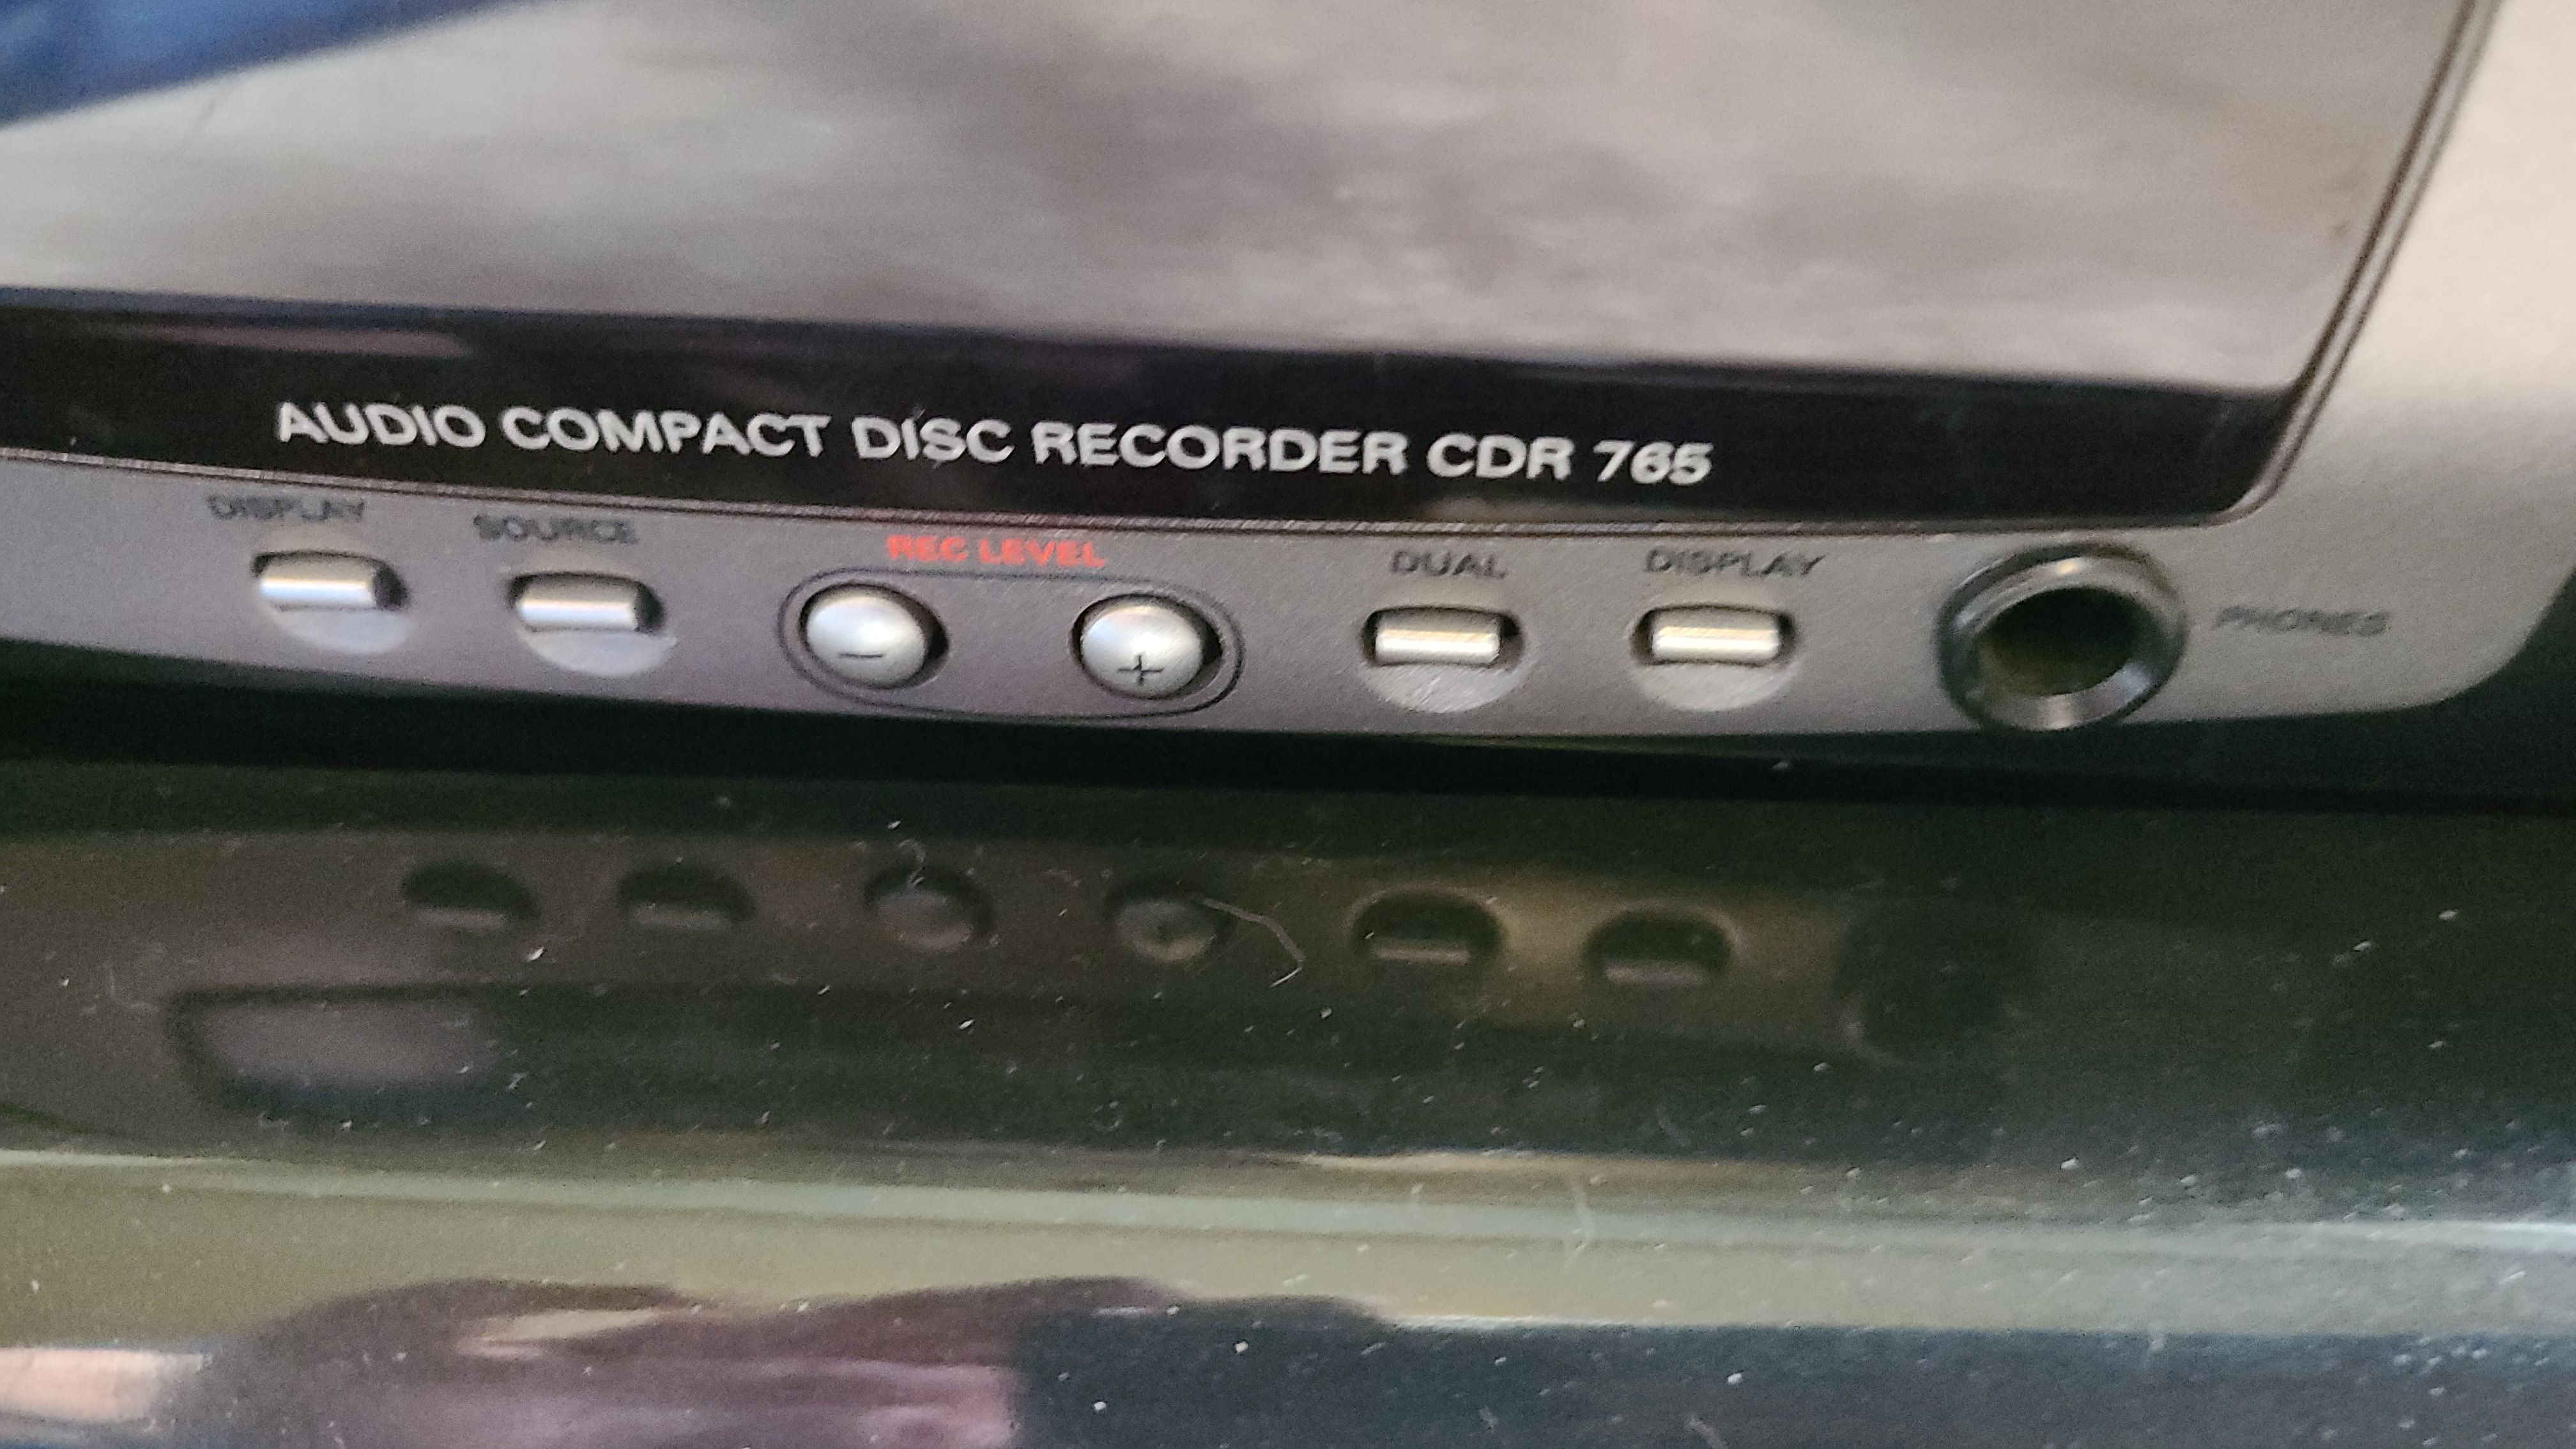 AUDIO COMPACT DISC RECORDER CDR 765
DISPLAY
SOURCE
REC LEVEL
DUAL
DISPLAY
PHONES
−
+